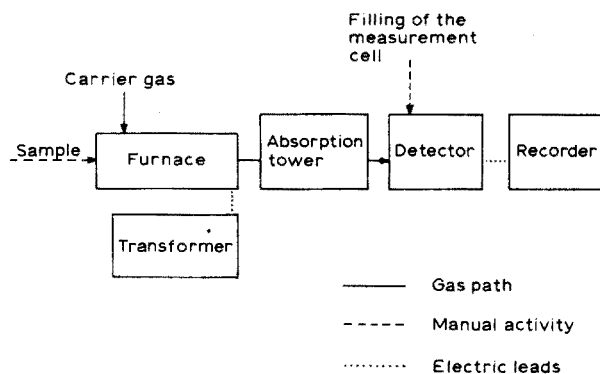 Filling of the
measurement
cell
Carrier gas
Sample
Furnace
Absorption
tower
Detector
Recorder
Transformer
Gas path
Manual activity
Electric leads